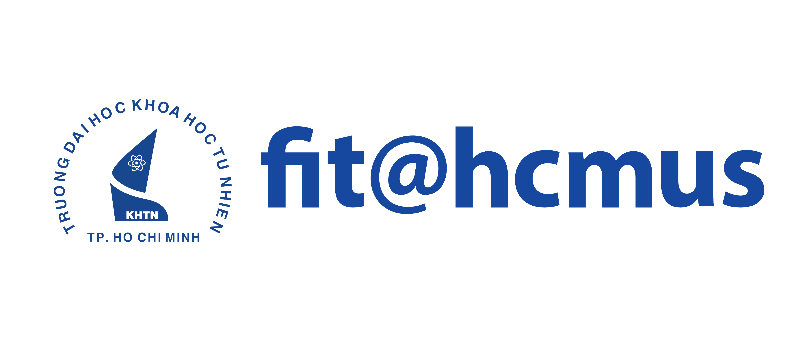 TRUONG DAI HOC KHOA HOC TU NHIEN
KHTN
TP. HO CHI MINH
fit@hcmus